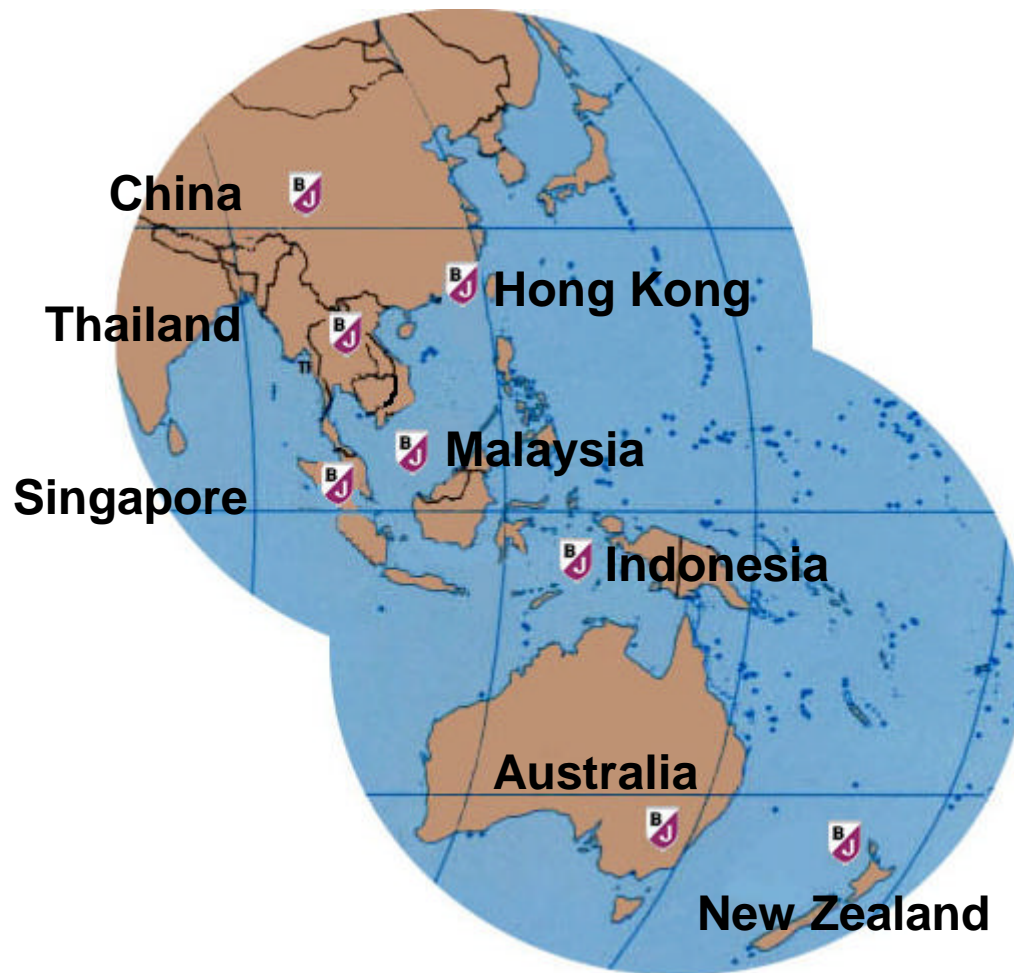 China
B
J
B
J
Hong Kong
Thailand
B
J
B
J
Malaysia
Singapore
B
J
B
J
Indonesia
Australia
B
J
B
J
New Zealand